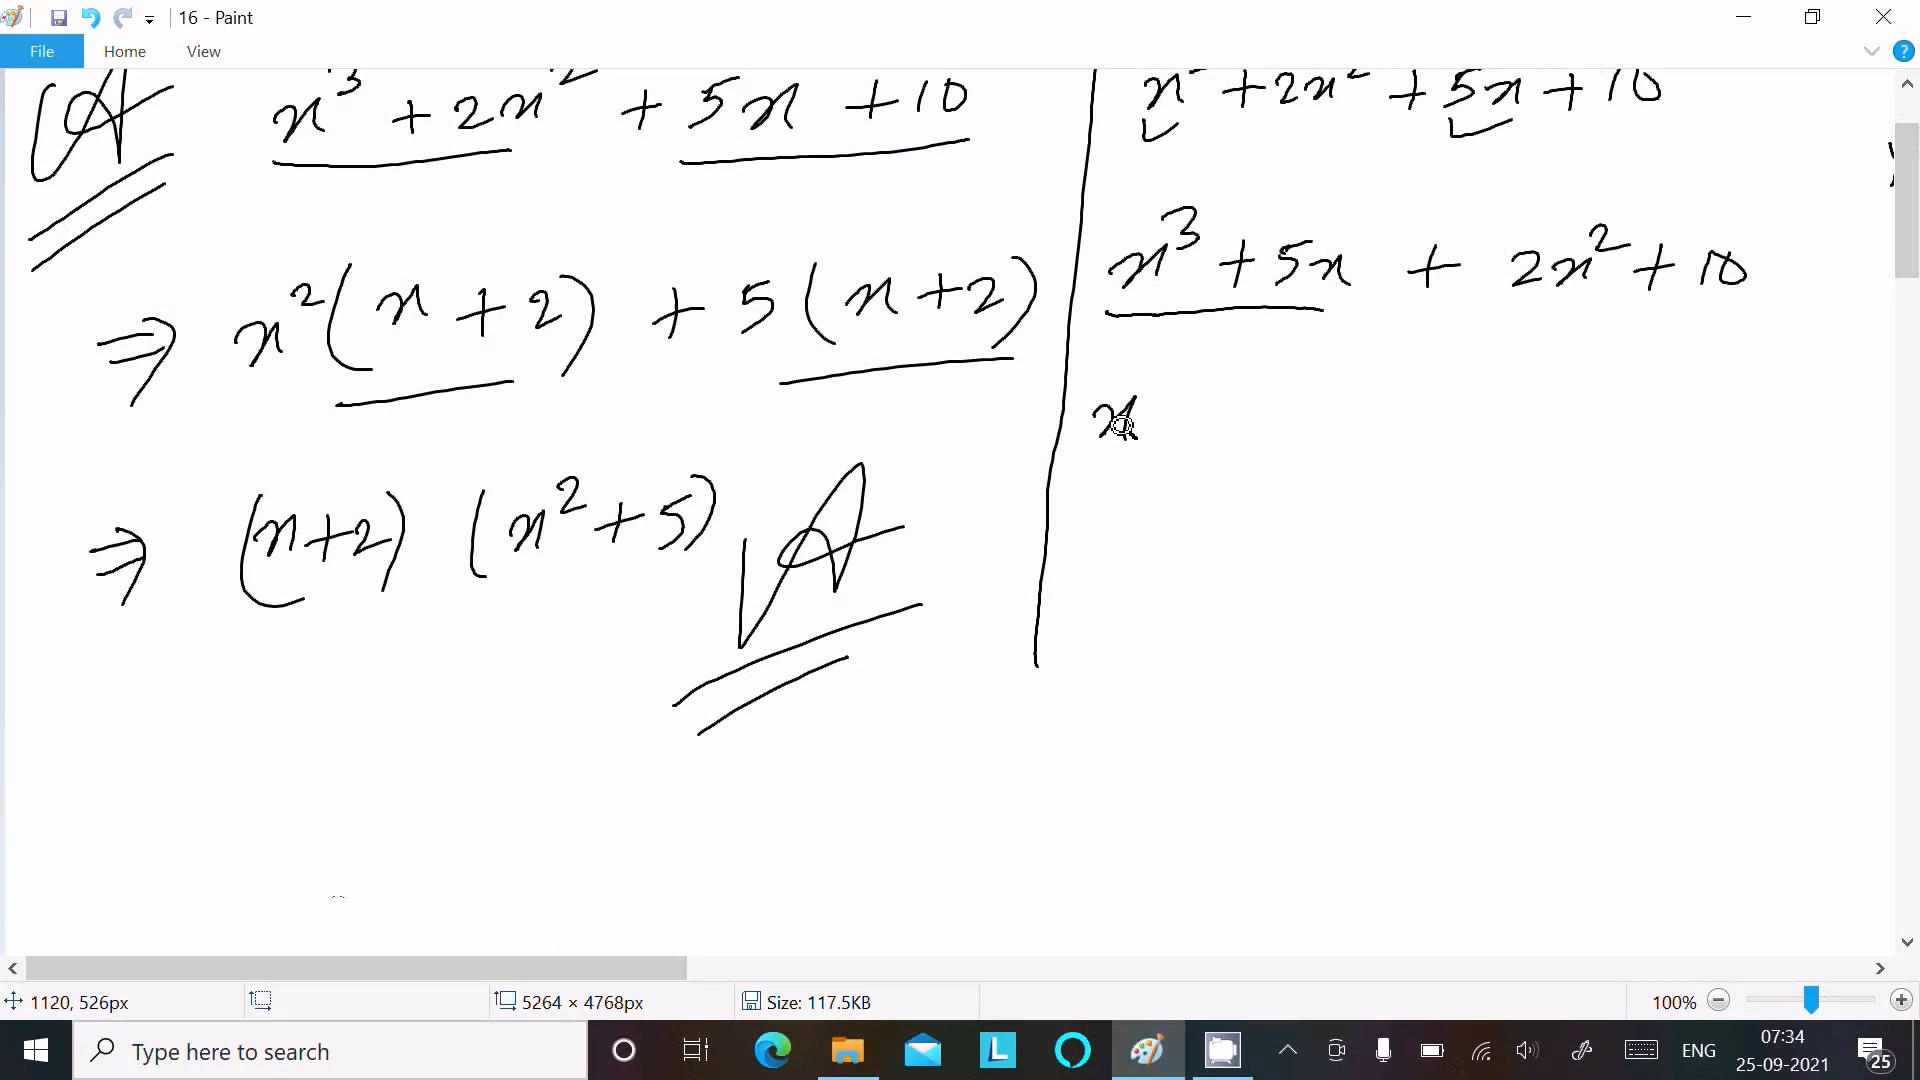 16 - Paint
File Home View
x³ + 2x² + 5x + 10
⇒ x²(x + 2) + 5(x + 2)
⇒ (x+2) (x² + 5)
+ 2x² + 5x + 10
x³ + 5x + 2x² + 10
x
1120, 526px
5264 × 4768px
Size: 117.5KB
100%
Type here to search
L
ENG
07:34
25-09-2021
25